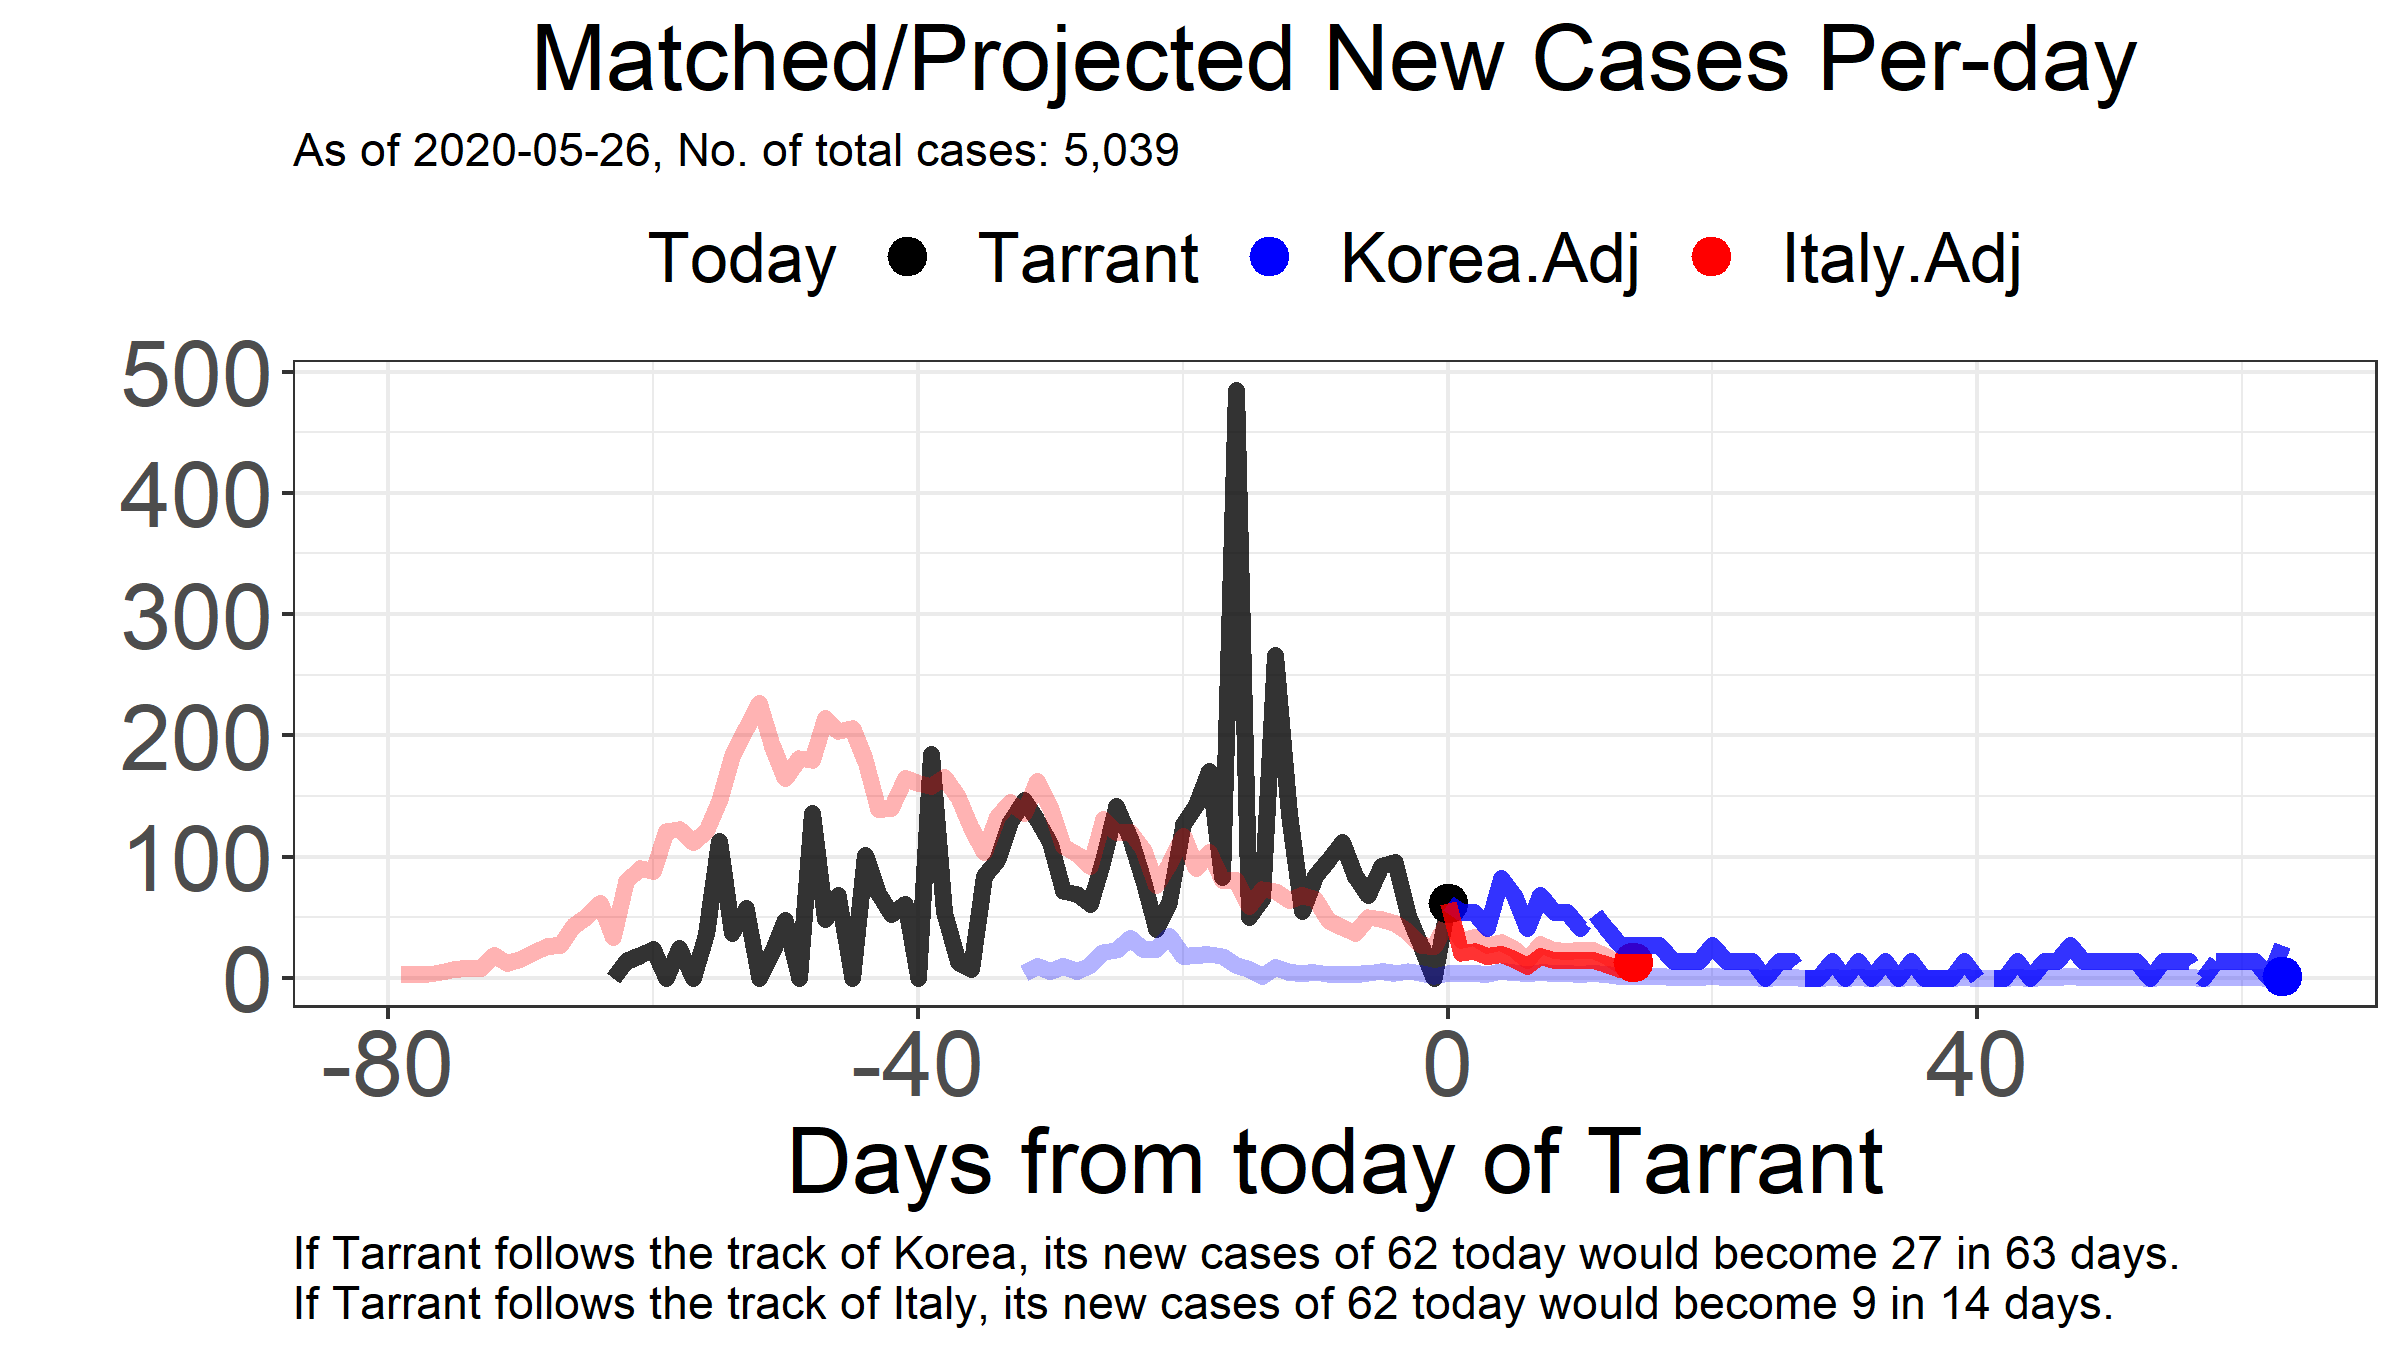 Matched/Projected New Cases Per-day
As of 2020-05-26, No. of total cases: 5,039
Today Tarrant Korea.Adj Italy.Adj
500
400
300
200
100
0
-80 -40 0 40
Days from today of Tarrant
If Tarrant follows the track of Korea, its new cases of 62 today would become 27 in 63 days.
If Tarrant follows the track of Italy, its new cases of 62 today would become 9 in 14 days.